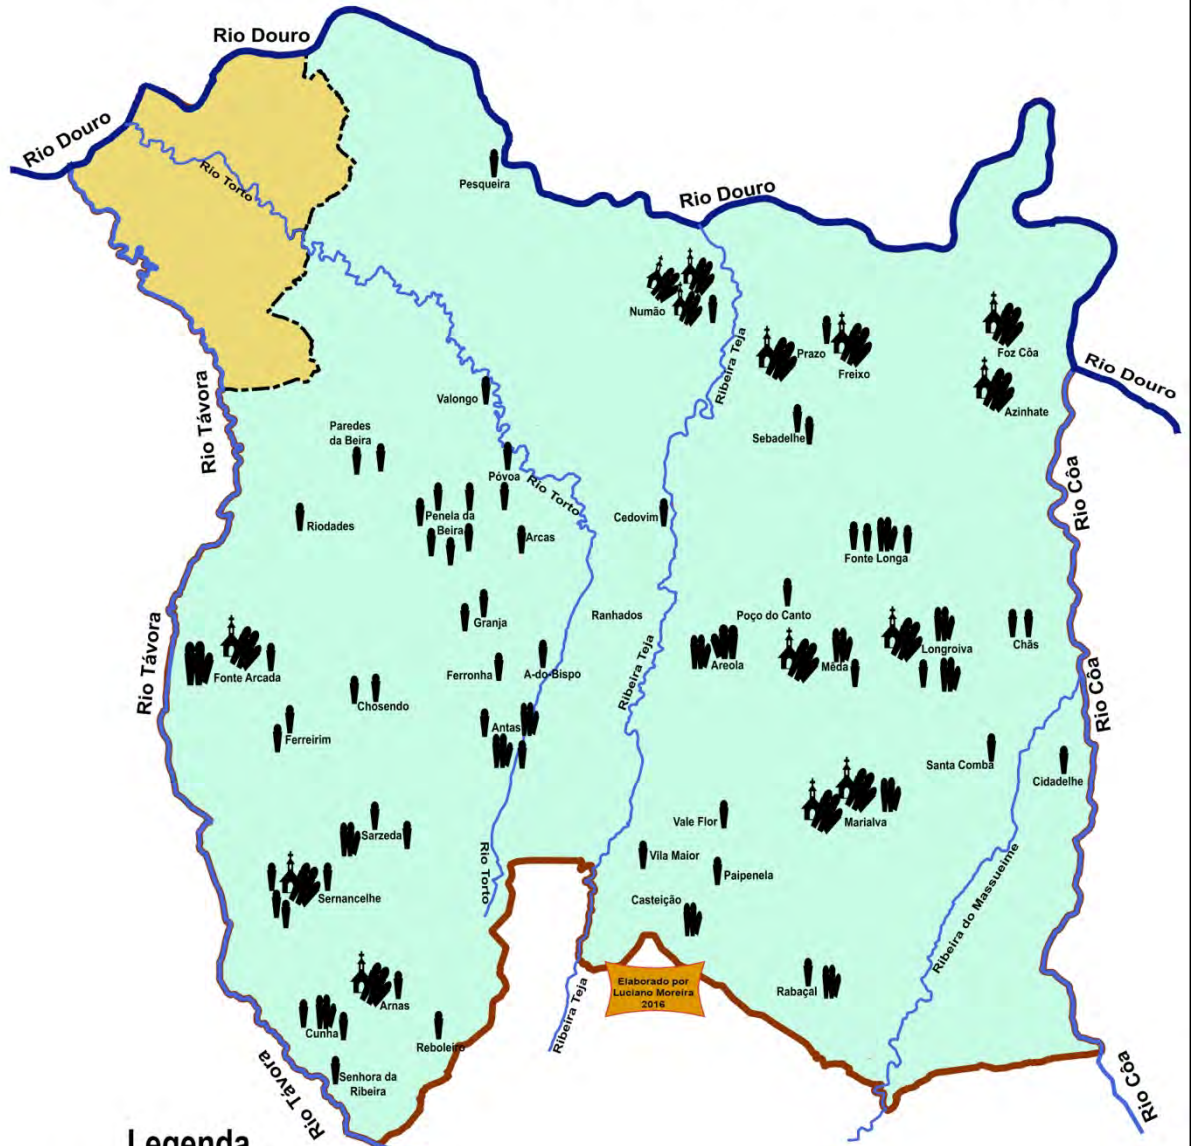 Rio Douro
Rio Douro
Rio Torto
Pesqueira
Rio Douro
Numão
Ribeira Teja
Prazo
Freixo
Foz Côa
Azinhate
Rio Douro
Rio Távora
Valongo
Paredes
da Beira
Sebadelhe
Póvoa
Rio Torto
Riodades
Penela da
Beira
Arcas
Cedovim
Rio Côa
Fonte Longa
Granja
Ranhados
Poço do Canto
Rio Távora
Fonte Arcada
Ferronha
A-do-Bispo
Ribeira Teja
Areola
Mêda
Longroiva
Chãs
Chosendo
Rio Côa
Ferreirim
Antas
Santa Comba
Cidadelhe
Sarzeda
Vale Flor
Marialva
Vila Maior
Paipenela
Rio Torto
Sernancelhe
Casteição
Ribeira do Massueime
Elaborado por
Luciano Moreira
2016
Rabaçal
Arnas
Ribeira Teja
Cunha
Reboleiro
Senhora da
Ribeira
Rio Távora
Rio Côa
Legenda